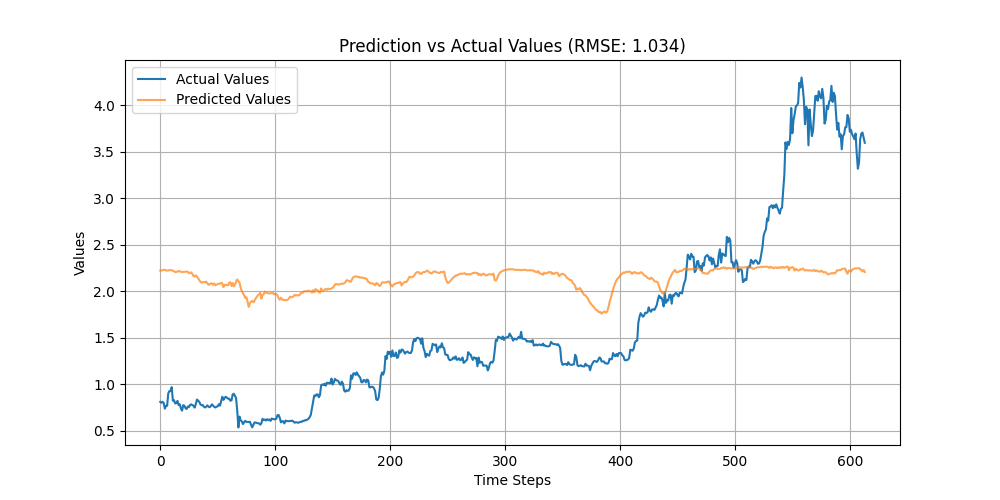 Prediction vs Actual Values (RMSE: 1.034)
Actual Values
Predicted Values
Values
4.0
3.5
3.0
2.5
2.0
1.5
1.0
0.5
0 100 200 300 400 500 600
Time Steps